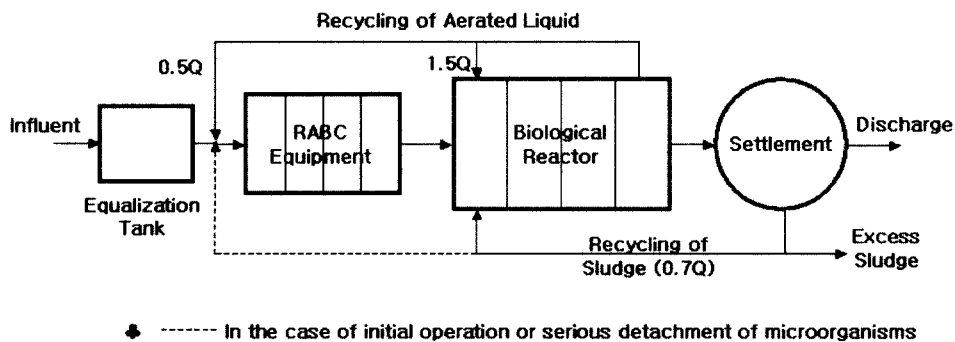 Recycling of Aerated Liquid
0.5Q
1.5Q
Influent
RABC
Equipment
Biological
Reactor
Settlement
Discharge
Equalization
Tank
Recycling of
Sludge (0.7Q)
Excess
Sludge
♣ ------- In the case of initial operation or serious detachment of microorganisms